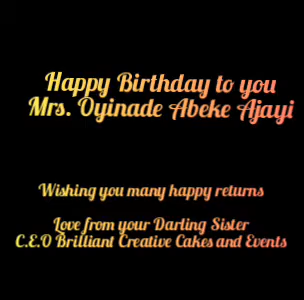 Happy Birthday to you
Mrs. Oyinade Abeke Ajayi
Wishing you many happy returns
Love from your Darling Sister
C.E.O Brilliant Creative Cakes and Events